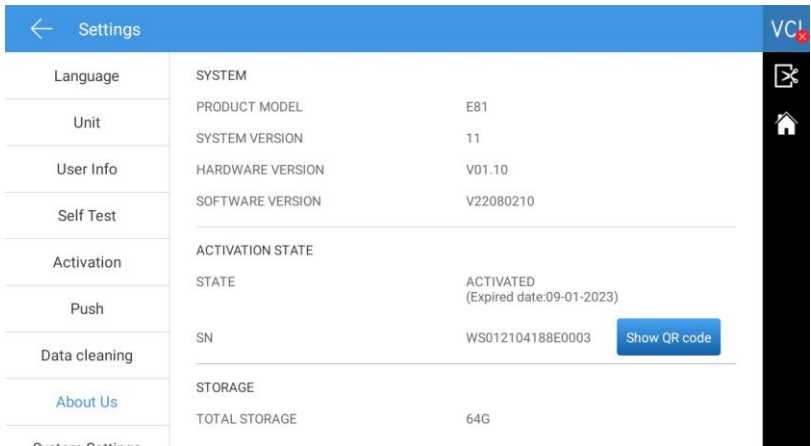 Settings
VCI
Language
Unit
User Info
Self Test
Activation
Push
Data cleaning
About Us
System Settings
SYSTEM
PRODUCT MODEL E81
SYSTEM VERSION 11
HARDWARE VERSION V01.10
SOFTWARE VERSION V22080210
ACTIVATION STATE
STATE ACTIVATED
(Expired date:09-01-2023)
SN WS012104188E0003 Show QR code
STORAGE
TOTAL STORAGE 64G